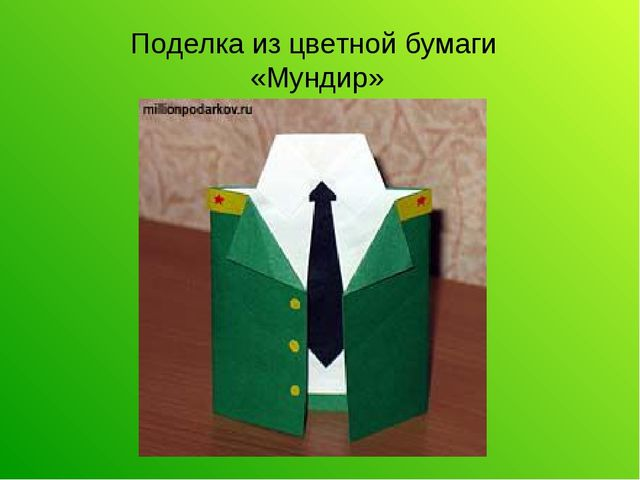 Поделка из цветной бумаги
«Мундир»
millionpodarkov.ru